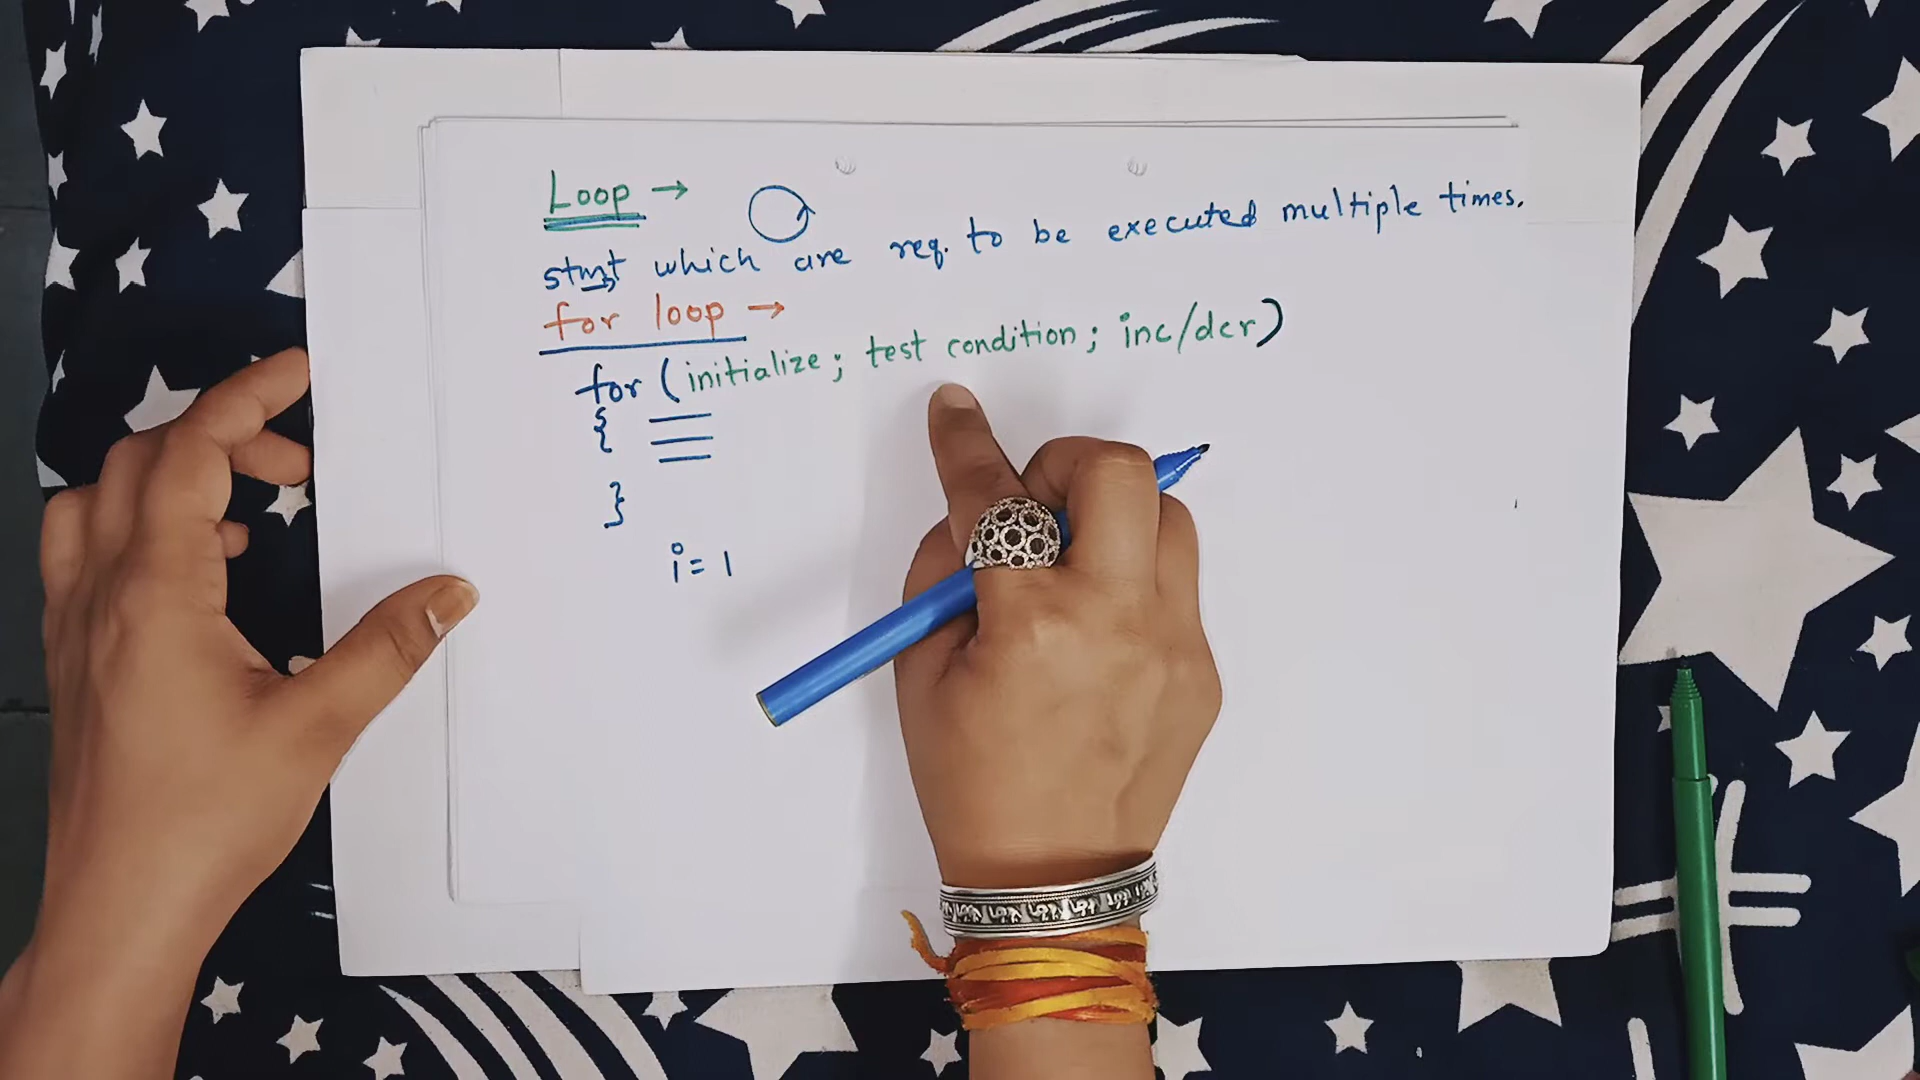 Loop →
stmt which are req. to be executed multiple times.
for loop →
for (initialize; test condition; inc/dcr)
{
}
i = 1